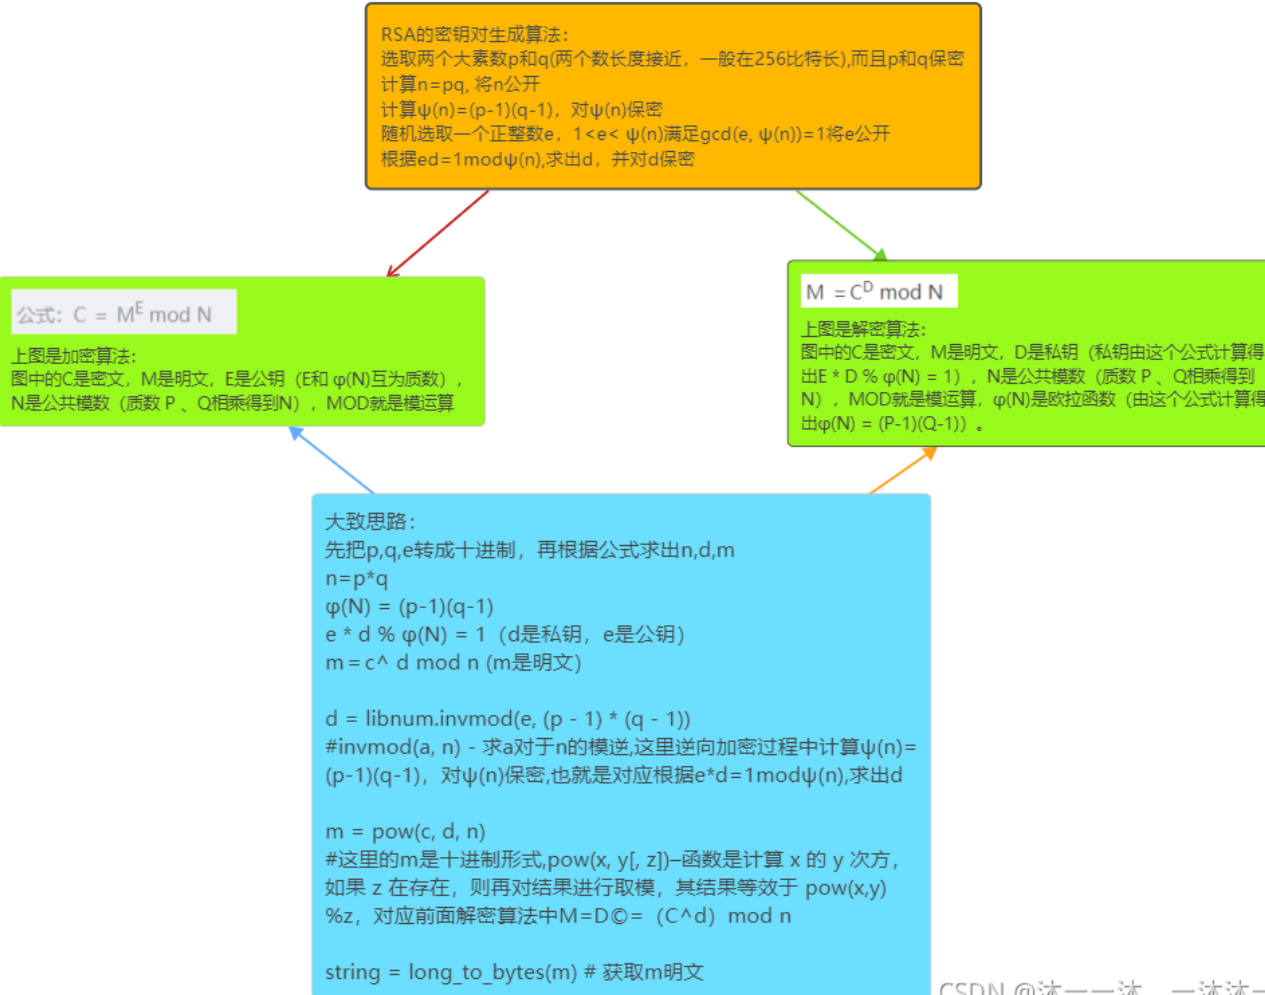 RSA的密钥对生成算法:
选取两个大素数p和q(两个数长度接近，一般在256比特长),而且p和q保密
计算n=pq, 将n公开
计算ψ(n)=(p-1)(q-1)，对ψ(n)保密
随机选取一个正整数e，1<e< ψ(n)满足gcd(e, ψ(n))=1将e公开
根据ed=1modψ(n),求出d，并对d保密
公式：C = M^E mod N
上图是加密算法:
图中的C是密文，M是明文，E是公钥（E和 φ(N)互为质数），
N是公共模数（质数 P 、Q相乘得到N），MOD就是模运算
M =C^D mod N
上图是解密算法:
图中的C是密文，M是明文，D是私钥（私钥由这个公式计算得
出E * D % φ(N) = 1），N是公共模数（质数 P 、Q相乘得到
N），MOD就是模运算，φ(N)是欧拉函数（由这个公式计算得
出φ(N) = (P-1)(Q-1)）。
大致思路:
先把p,q,e转成十进制，再根据公式求出n,d,m
n=p*q
φ(N) = (p-1)(q-1)
e * d % φ(N) = 1（d是私钥，e是公钥）
m=c^ d mod n (m是明文)
d = libnum.invmod(e, (p - 1) * (q - 1))
#invmod(a, n) - 求a对于n的模逆,这里逆向加密过程中计算ψ(n)=
(p-1)(q-1)，对ψ(n)保密,也就是对应根据e*d=1modψ(n),求出d
m = pow(c, d, n)
#这里的m是十进制形式,pow(x, y[, z])–函数是计算 x 的 y 次方，
如果 z 在存在，则再对结果进行取模，其结果等效于 pow(x,y)
%z，对应前面解密算法中M=D©=（C^d）mod n
string = long_to_bytes(m) # 获取m明文
CSDN @沐一一沐